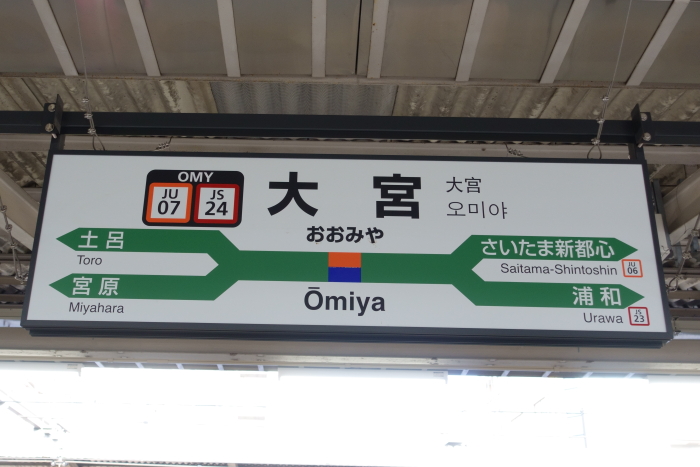 OMY
JU
07
JS
24
大宮
大宮
오미야
おおみや
土呂
Toro
宮原
Miyahara
Ōmiya
さいたま新都心
Saitama-Shintoshin
JU
06
浦和
Urawa
JS
23